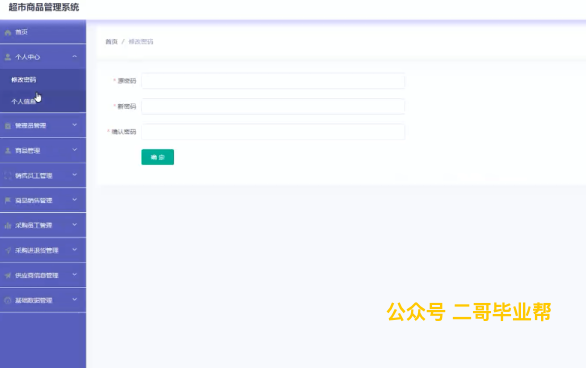 超市商品管理系统
首页
个人中心
修改密码
个人信息
管理员管理
商品管理
销售员工管理
商品销售管理
采购员工管理
采购进退货管理
供应商信息管理
基础数据管理
首页 / 修改密码
* 原密码
* 新密码
* 确认密码
确 定
公众号 二哥毕业帮